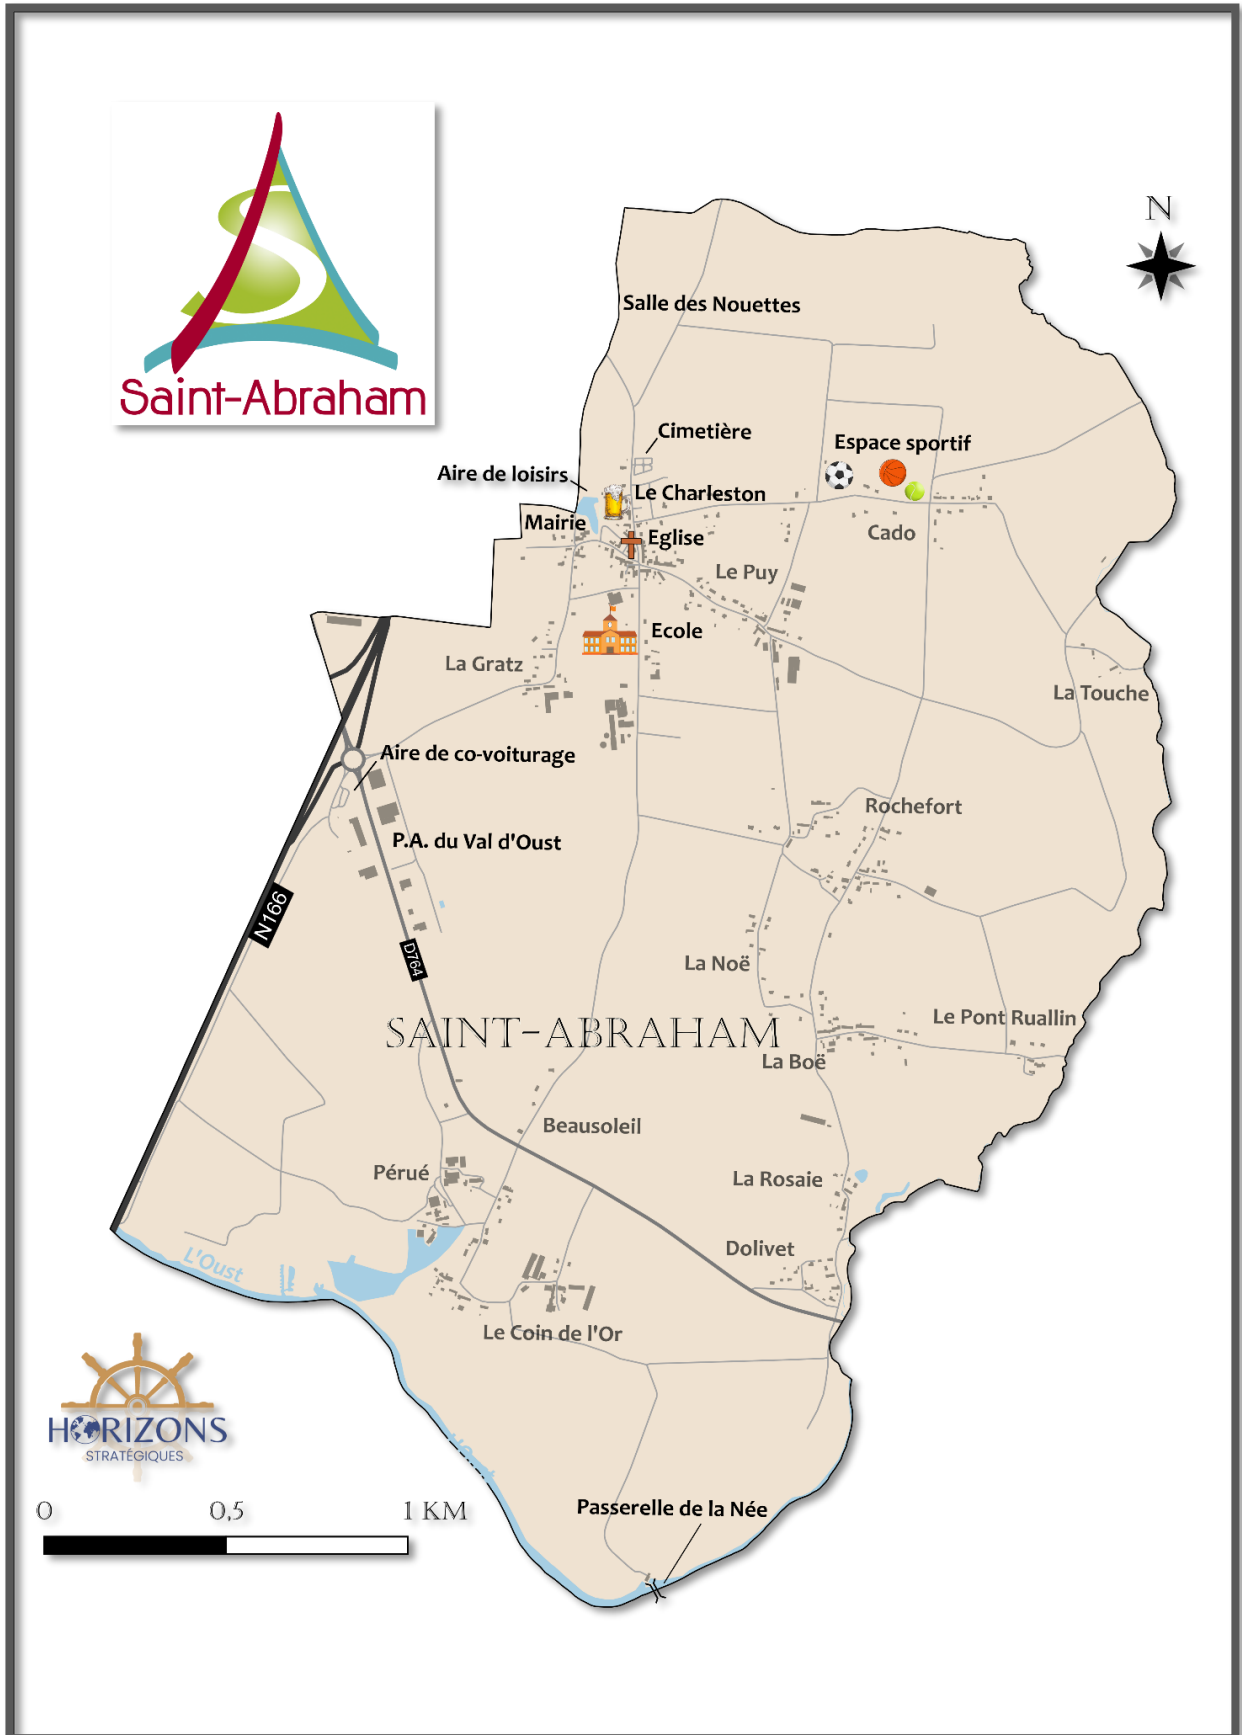 Saint-Abraham
N
Salle des Nouettes
Cimetière
Espace sportif
Aire de loisirs
Le Charleston
Mairie
Eglise
Cado
Le Puy
Ecole
La Gratz
La Touche
Aire de co-voiturage
Rochefort
P.A. du Val d'Oust
N166
D764
La Noë
Le Pont Ruallin
SAINT-ABRAHAM
La Boë
Beausoleil
Pérué
La Rosaie
Dolivet
L'Oust
Le Coin de l'Or
HORIZONS
STRATÉGIQUES
0 0,5 1 KM
Passerelle de la Née